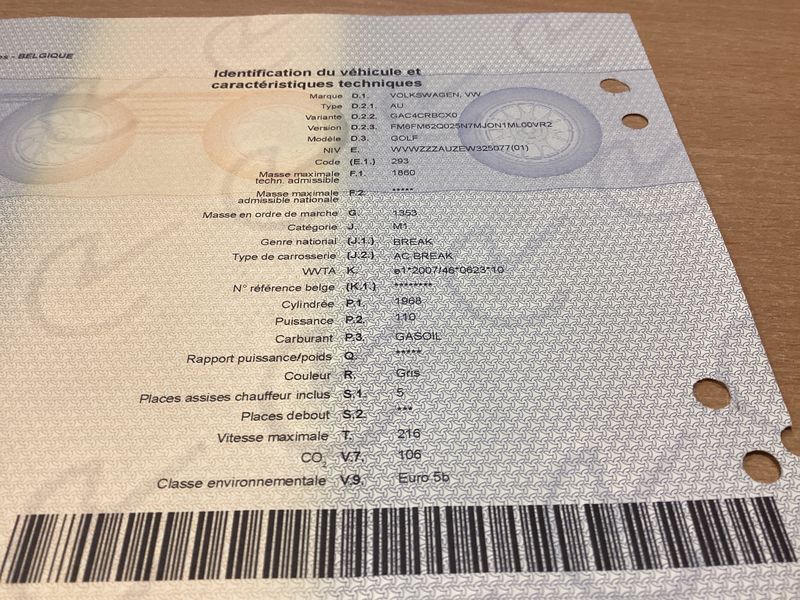 es - BELGIQUE
Identification du véhicule et
caractéristiques techniques
Marque D.1. VOLKSWAGEN, VW
Type D.2.1. AU
Variante D.2.2. GAC4CRBCX0
Version D.2.3. FM6FM62Q025N7MJON1ML00VR2
Modèle D.3. GOLF
NIV E. WVWZZZAUZEW325077(01)
Code (E.1.) 293
Masse maximale F.1 1860
techn. admissible
Masse maximale F.2. *****
admissible nationale
Masse en ordre de marche G. 1353
Catégorie J. M1
Genre national (J.1.) BREAK
Type de carrosserie (J.2.) AC BREAK
WVTA K. e1*2007/46*0623*10
N° référence belge (K.1.) ********
Cylindrée P.1. 1968
Puissance P.2. 110
Carburant P.3. GASOIL
Rapport puissance/poids Q. *****
Couleur R. Gris
Places assises chauffeur inclus S.1. 5
Places debout S.2. ***
Vitesse maximale T. 216
CO2 V.7. 106
Classe environnementale V.9. Euro 5b